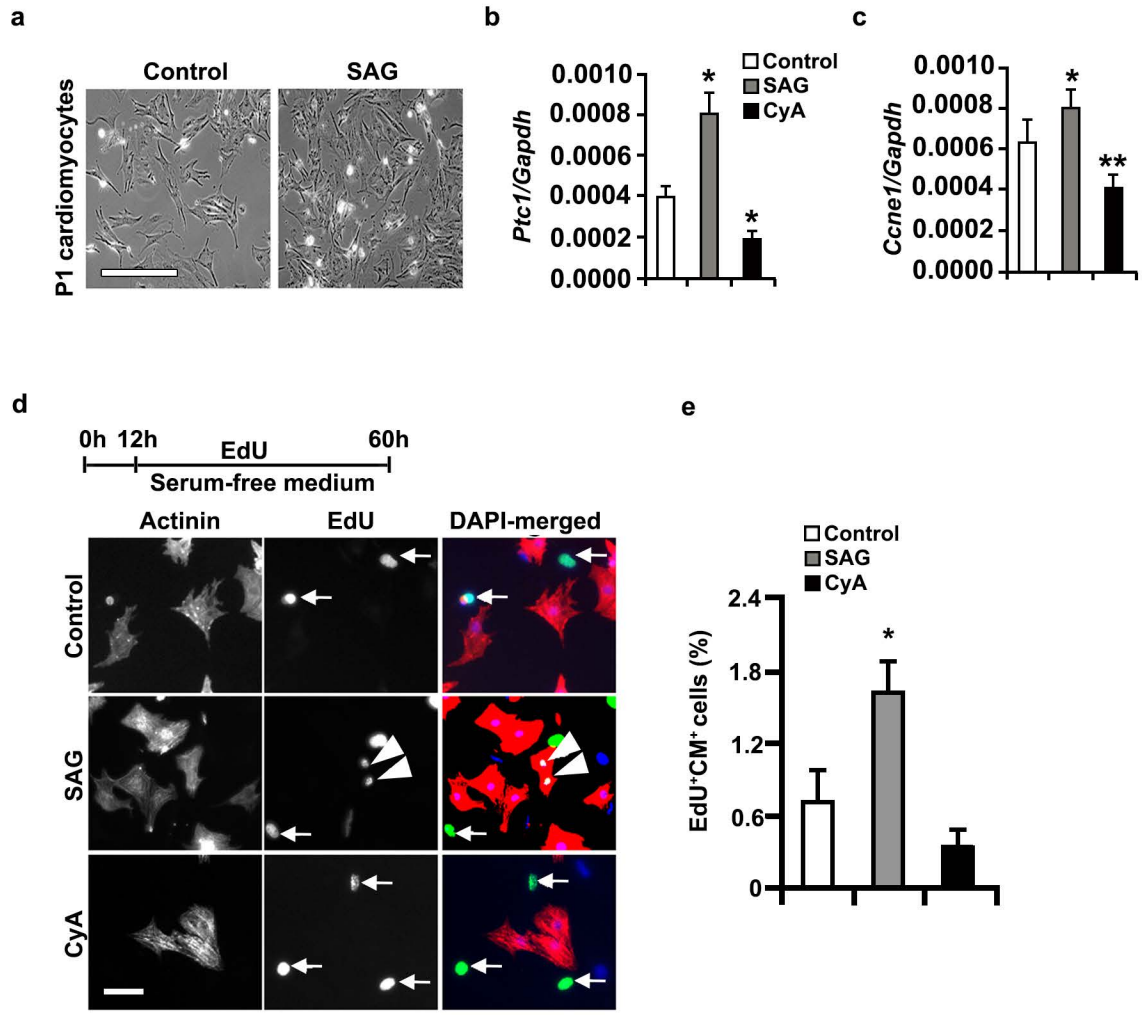 a
Control SAG
P1 cardiomyocytes
b
Control
SAG
CyA
Ptc1/Gapdh
0.0010
0.0008
0.0006
0.0004
0.0002
0.0000
*
*
c
Ccne1/Gapdh
0.0010
0.0008
0.0006
0.0004
0.0002
0.0000
*
**
d
0h 12h EdU 60h
Serum-free medium
Actinin EdU DAPI-merged
Control
SAG
CyA
e
Control
SAG
CyA
EdU⁺CM⁺ cells (%)
2.4
1.8
1.2
0.6
0
*